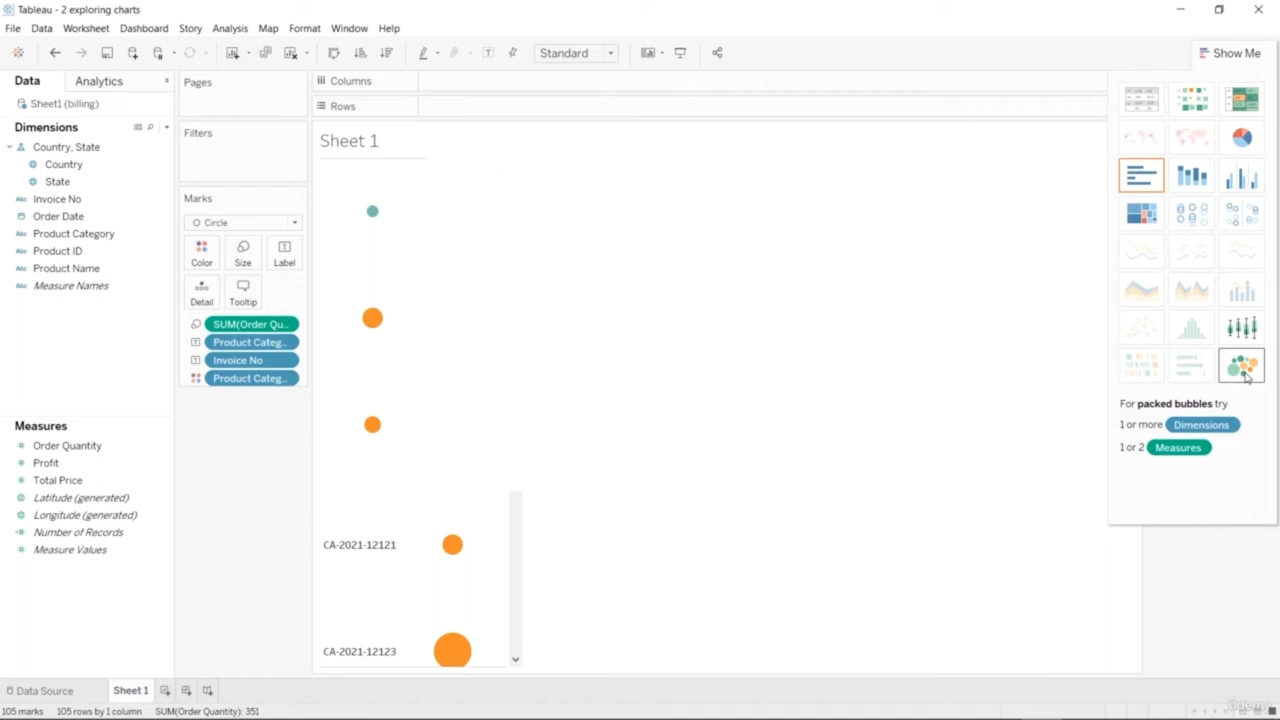 Tableau - 2 exploring charts
File Data Worksheet Dashboard Story Analysis Map Format Window Help
Standard
Show Me
Data
Analytics
Pages
Columns
Rows
Sheet1 (billing)
Dimensions
Country, State
Country
State
Invoice No
Order Date
Product Category
Product ID
Product Name
Measure Names
Measures
Order Quantity
Profit
Total Price
Latitude (generated)
Longitude (generated)
Number of Records
Measure Values
Filters
Marks
Circle
Color
Size
Label
Detail
Tooltip
SUM(Order Qu..
Product Categ..
Invoice No
Product Categ..
Sheet 1
CA-2021-12121
CA-2021-12123
For packed bubbles try
1 or more Dimensions
1 or 2 Measures
Data Source
Sheet 1
105 marks 105 rows by 1 column SUM(Order Quantity): 351
Udemy